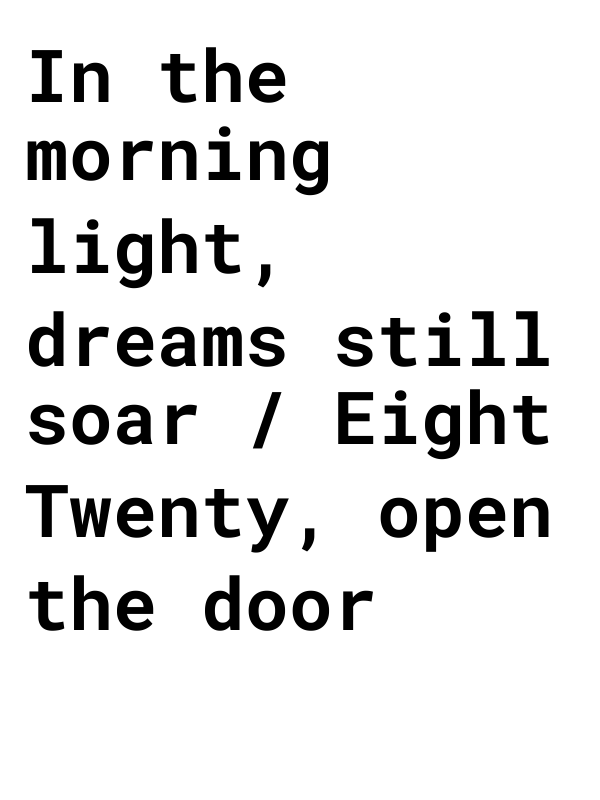 In the
morning
light,
dreams still
soar / Eight
Twenty, open
the door